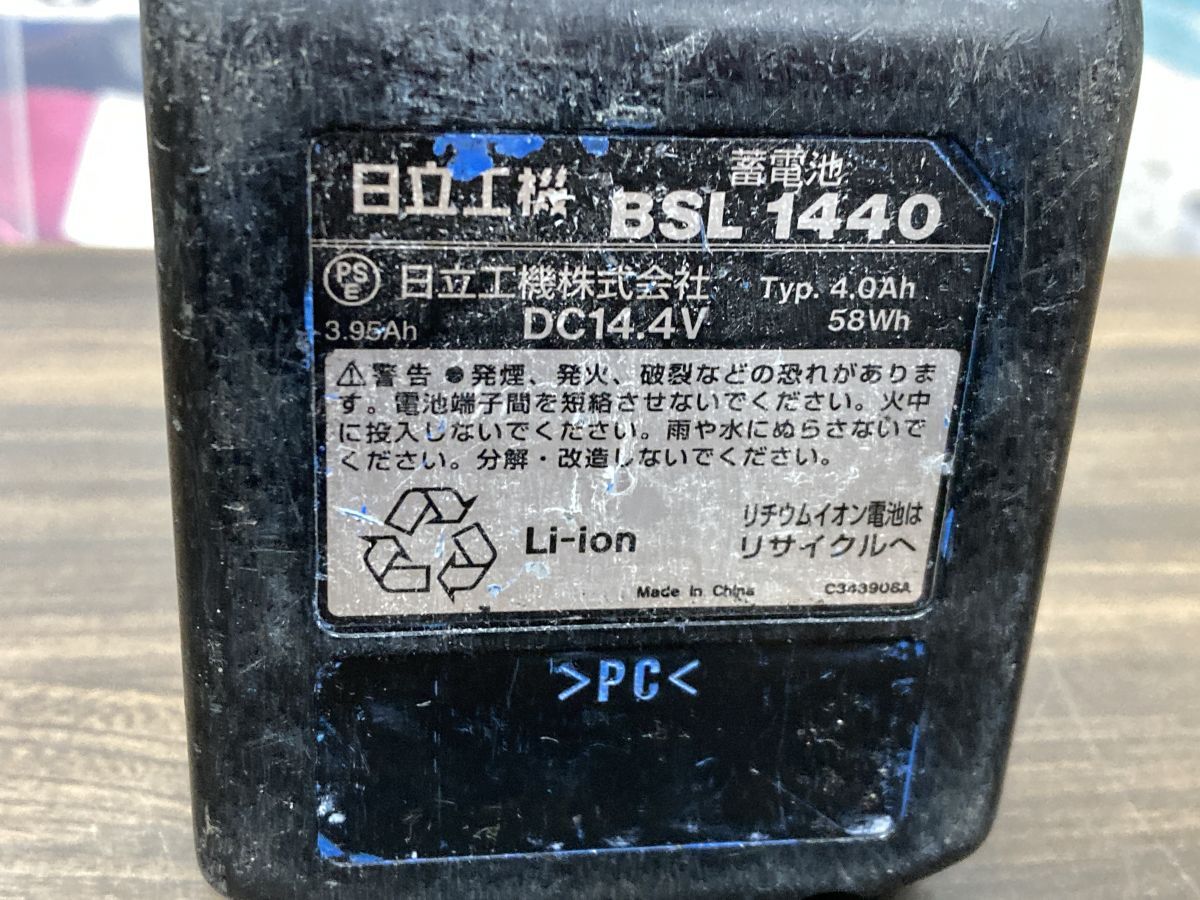 日立工機 蓄電池 BSL 1440
PSE 日立工機株式会社 Typ. 4.0Ah
3.95Ah DC14.4V 58Wh
⚠警告 ●発煙、発火、破裂などの恐れがありま
す。電池端子間を短絡させないでください。火中
に投入しないでください。雨や水にぬらさないで
ください。分解・改造しないでください。
リチウムイオン電池は
Li-ion リサイクルへ
Made in China C343906A
>PC<